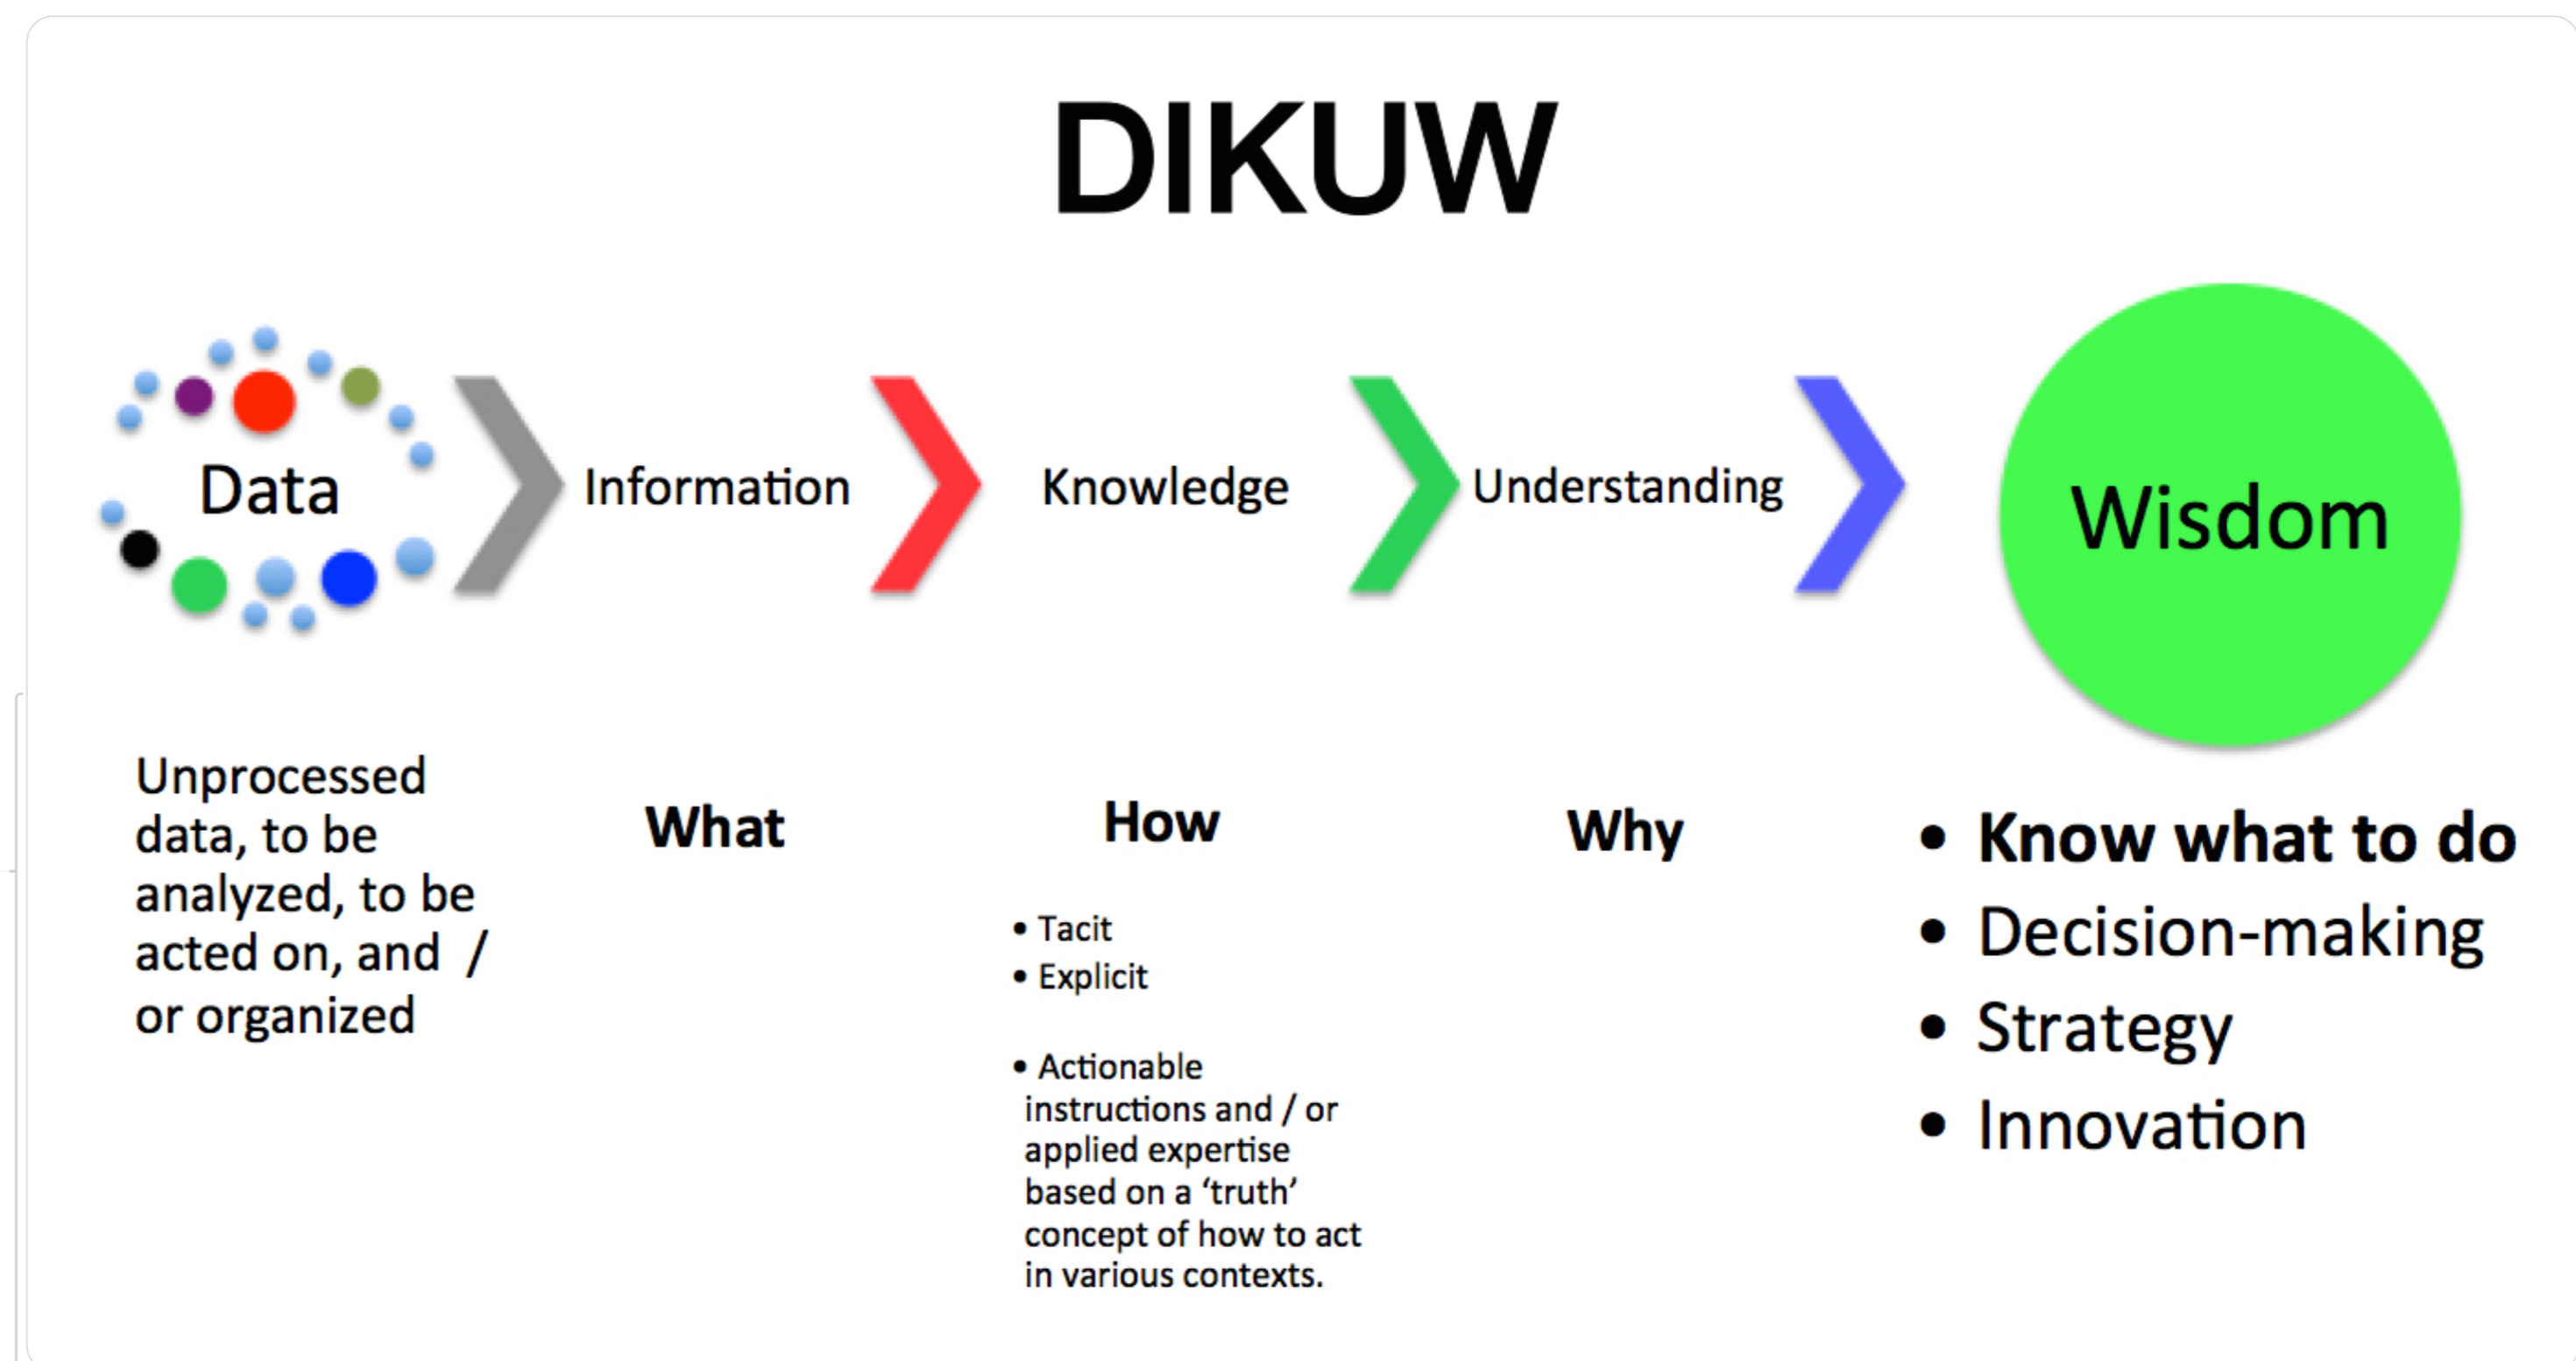 DIKUW
Data
Information
Knowledge
Understanding
Wisdom
Unprocessed
data, to be
analyzed, to be
acted on, and /
or organized
What
How
• Tacit
• Explicit
• Actionable
instructions and / or
applied expertise
based on a ‘truth’
concept of how to act
in various contexts.
Why
• Know what to do
• Decision-making
• Strategy
• Innovation